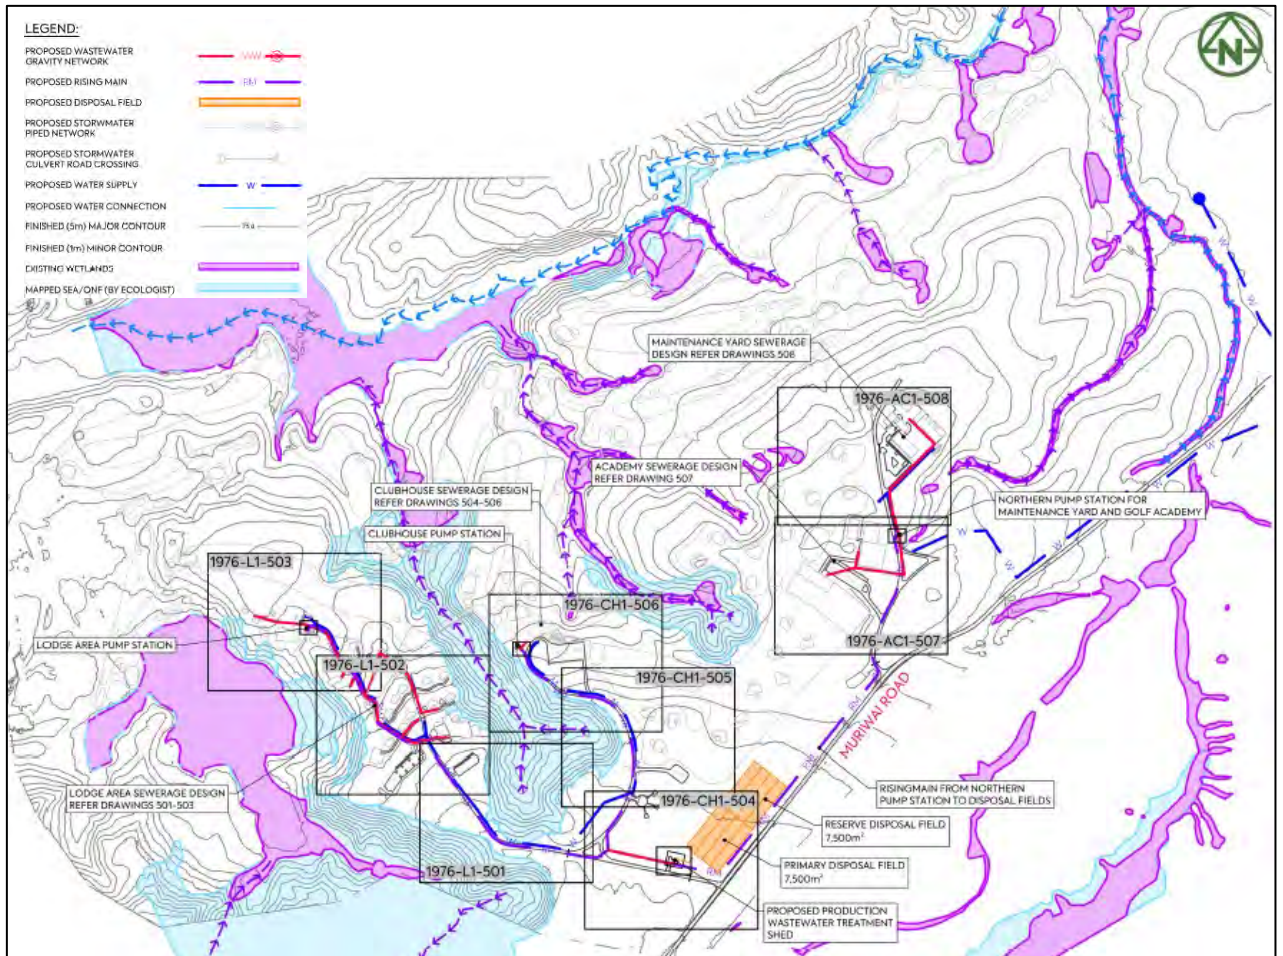 LEGEND:
PROPOSED WASTEWATER
GRAVITY NETWORK
WW
PROPOSED RISING MAIN
RM
PROPOSED DISPOSAL FIELD
PROPOSED STORMWATER
PIPED NETWORK
PROPOSED STORMWATER
CULVERT ROAD CROSSING
PROPOSED WATER SUPPLY
W
PROPOSED WATER CONNECTION
FINISHED (5m) MAJOR CONTOUR
FINISHED (1m) MINOR CONTOUR
EXISTING WETLANDS
MAPPED SEA/ONF (BY ECOLOGIST)
N
W
W
MAINTENANCE YARD SEWERAGE
DESIGN REFER DRAWINGS 508
1976-AC1-508
ACADEMY SEWERAGE DESIGN
REFER DRAWING 507
CLUBHOUSE SEWERAGE DESIGN
REFER DRAWINGS 504-506
NORTHERN PUMP STATION FOR
MAINTENANCE YARD AND GOLF ACADEMY
CLUBHOUSE PUMP STATION
W
W
W
W
1976-L1-503
1976-CH1-506
LODGE AREA PUMP STATION
1976-AC1-507
1976-L1-502
1976-CH1-505
RM
MURIWAI ROAD
RM
LODGE AREA SEWERAGE DESIGN
REFER DRAWINGS 501-503
1976-CH1-504
RISINGMAIN FROM NORTHERN
PUMP STATION TO DISPOSAL FIELDS
RESERVE DISPOSAL FIELD
7,500m²
W
1976-L1-501
RM
PRIMARY DISPOSAL FIELD
7,500m²
PROPOSED PRODUCTION
WASTEWATER TREATMENT
SHED